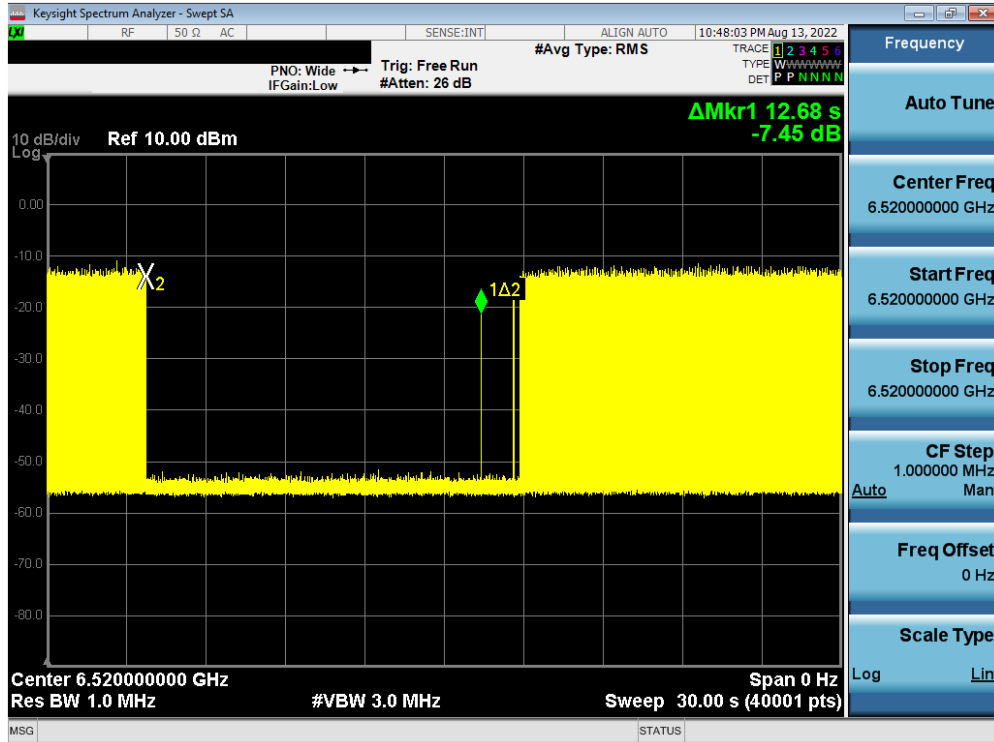 Keysight Spectrum Analyzer - Swept SA
LXI
RF
50 Ω
AC
SENSE:INT
ALIGN AUTO
10:48:03 PM Aug 13, 2022
PNO: Wide
IFGain:Low
Trig: Free Run
#Atten: 26 dB
#Avg Type: RMS
TRACE 1 2 3 4 5 6
TYPE WWWWWWW
DET P P N N N N
ΔMkr1 12.68 s
-7.45 dB
10 dB/div
Log
Ref 10.00 dBm
0.00
-10.0
-20.0
-30.0
-40.0
-50.0
-60.0
-70.0
-80.0
X2
1Δ2
Center 6.520000000 GHz
Span 0 Hz
Res BW 1.0 MHz
#VBW 3.0 MHz
Sweep 30.00 s (40001 pts)
MSG
STATUS
Frequency
Auto Tune
Center Freq
6.520000000 GHz
Start Freq
6.520000000 GHz
Stop Freq
6.520000000 GHz
CF Step
1.000000 MHz
Auto Man
Freq Offset
0 Hz
Scale Type
Log Lin